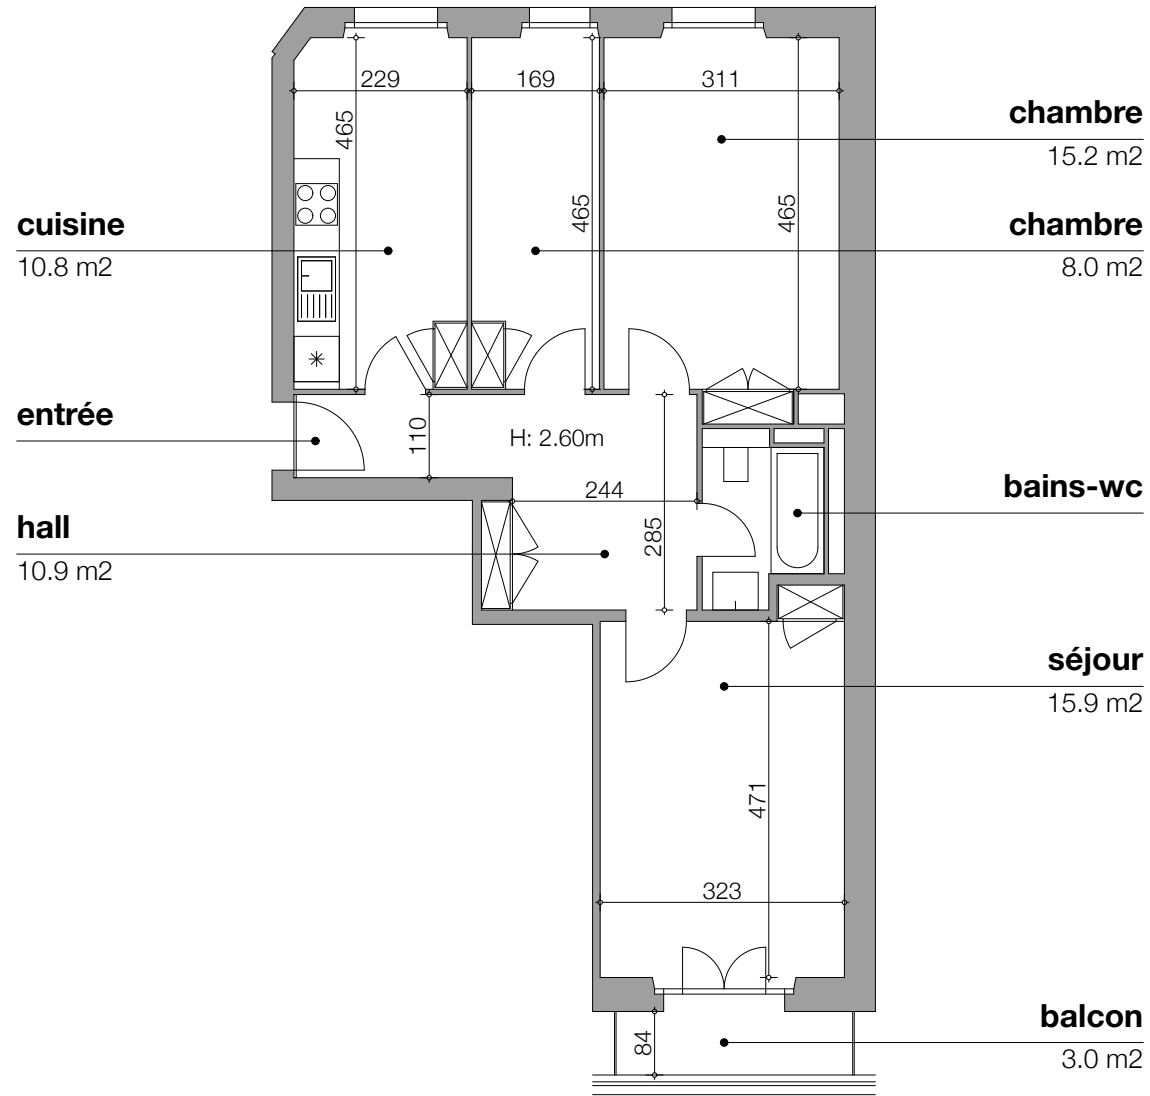 229
169
311
465
465
465
chambre
15.2 m2
cuisine
10.8 m2
chambre
8.0 m2
entrée
110
H: 2.60m
244
285
bains-wc
hall
10.9 m2
séjour
15.9 m2
471
323
balcon
3.0 m2
84